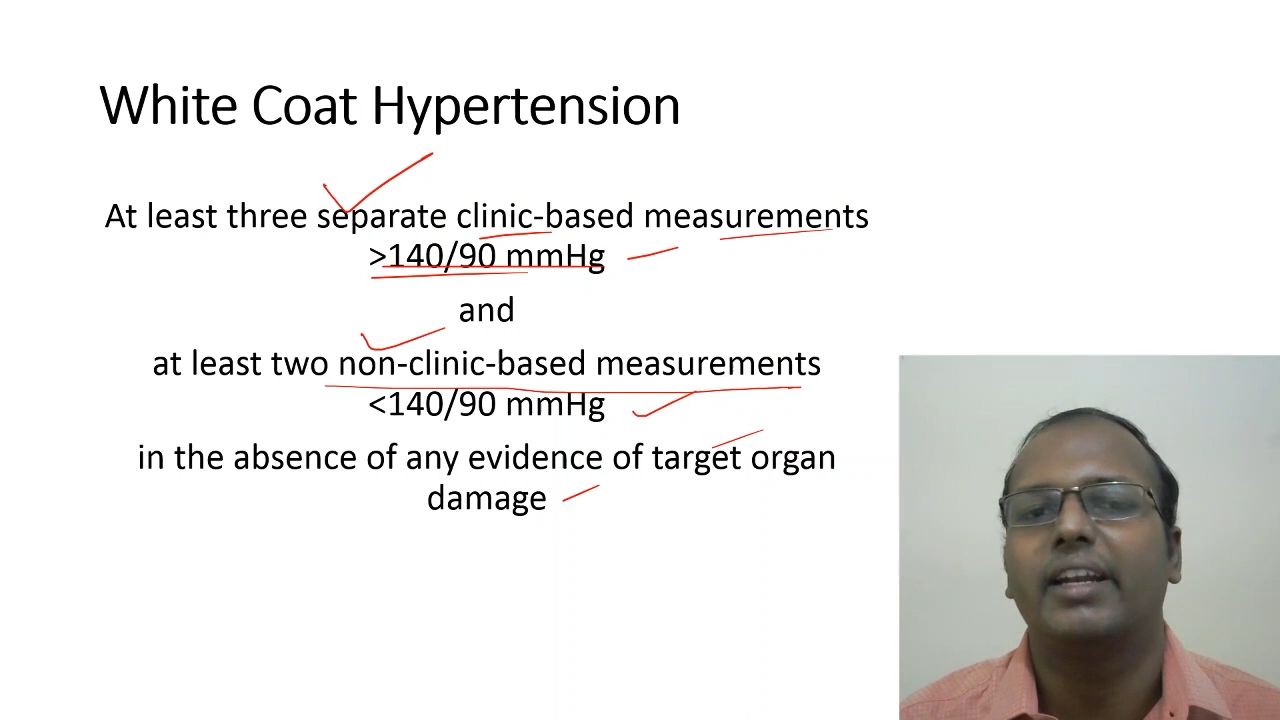 White Coat Hypertension
At least three separate clinic-based measurements
>140/90 mmHg
and
at least two non-clinic-based measurements
<140/90 mmHg
in the absence of any evidence of target organ
damage